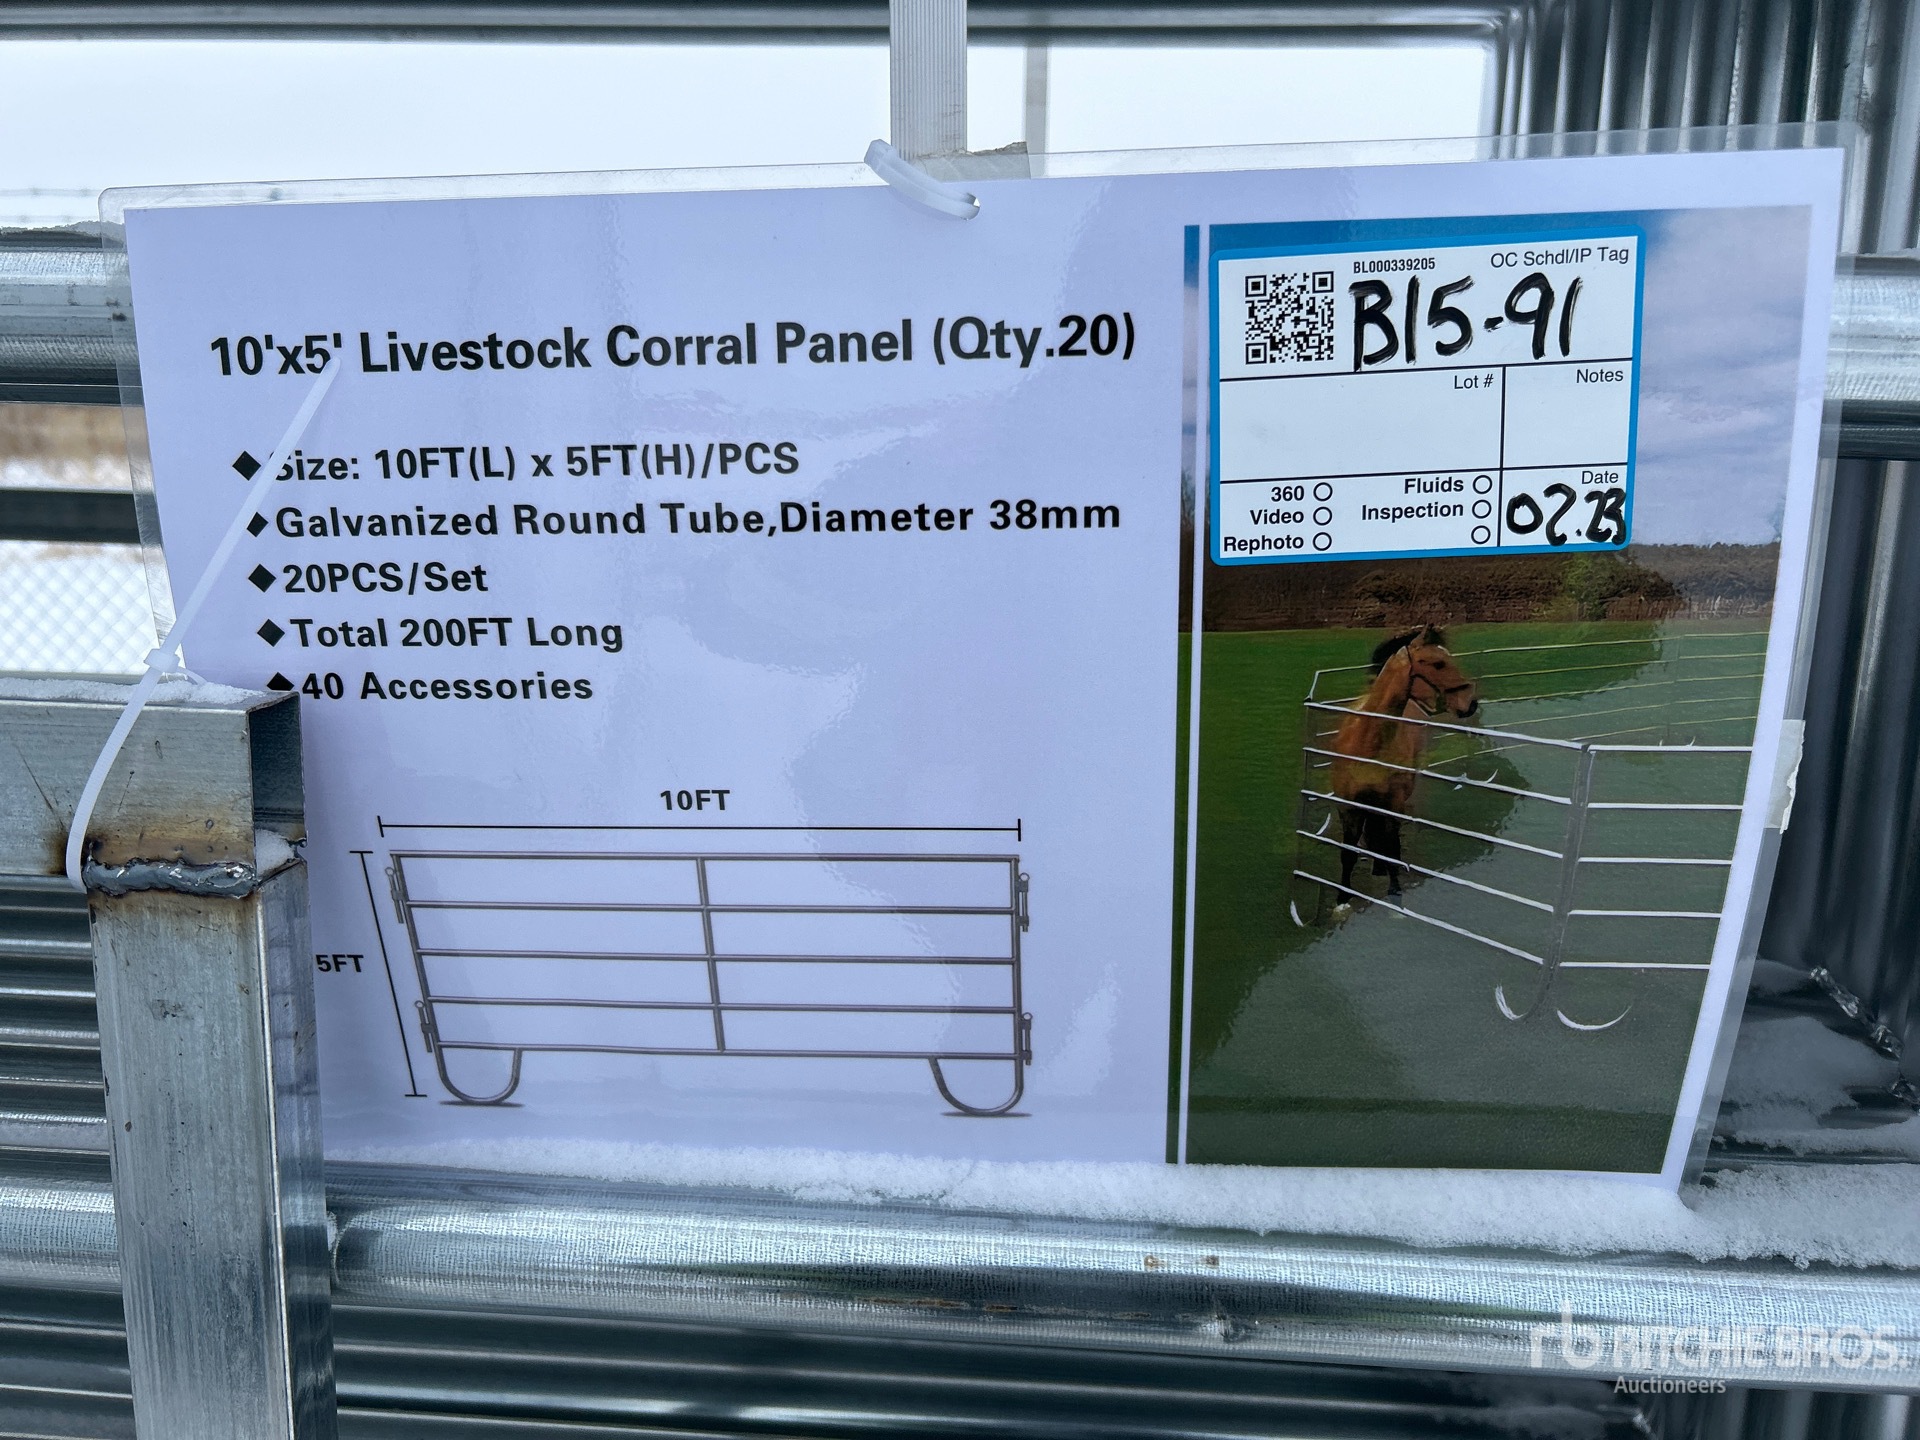 10'x5' Livestock Corral Panel (Qty.20)
◆Size: 10FT(L) x 5FT(H)/PCS
◆Galvanized Round Tube,Diameter 38mm
◆20PCS/Set
◆Total 200FT Long
◆40 Accessories
10FT
5FT
BL000339205 OC Schdl/IP Tag
B15-91
Lot # Notes
360 Fluids Date
Video Inspection 02.23
Rephoto
rb RITCHIE BROS.
Auctioneers